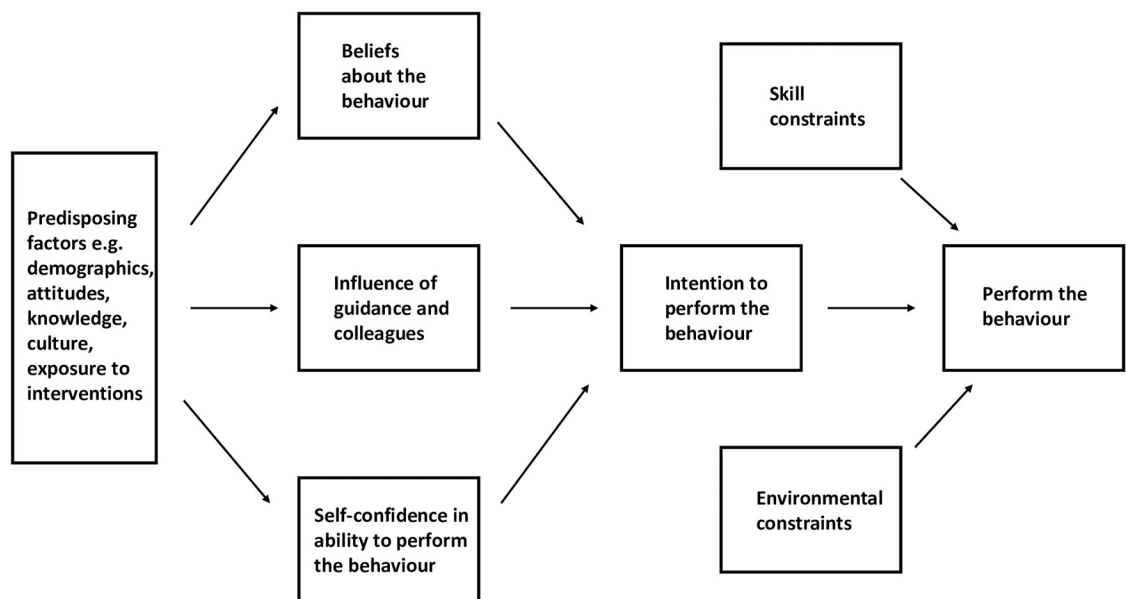 Predisposing
factors e.g.
demographics,
attitudes,
knowledge,
culture,
exposure to
interventions
Beliefs
about the
behaviour
Influence of
guidance and
colleagues
Self-confidence in
ability to perform
the behaviour
Intention to
perform the
behaviour
Skill
constraints
Environmental
constraints
Perform the
behaviour